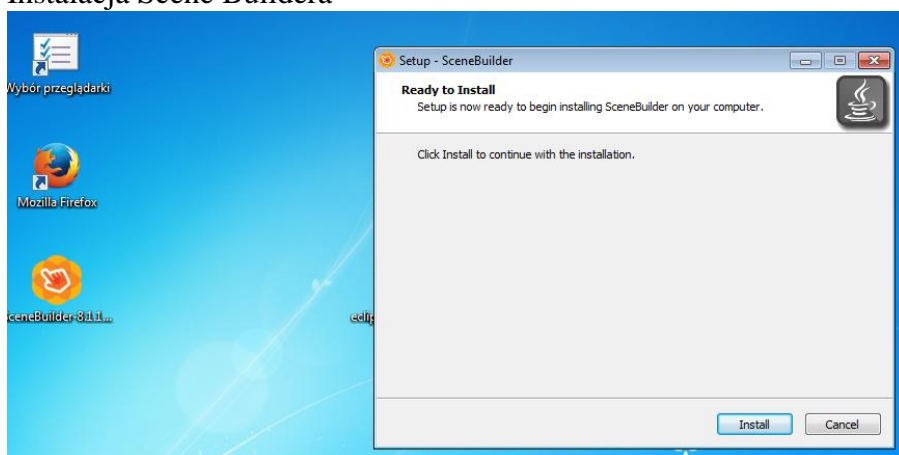 Instalacja Scene Buildera
Setup - SceneBuilder
Ready to Install
Setup is now ready to begin installing SceneBuilder on your computer.
Click Install to continue with the installation.
Wybór przeglądarki
Mozilla Firefox
SceneBuilder-8.1.1...
eclip
Install
Cancel